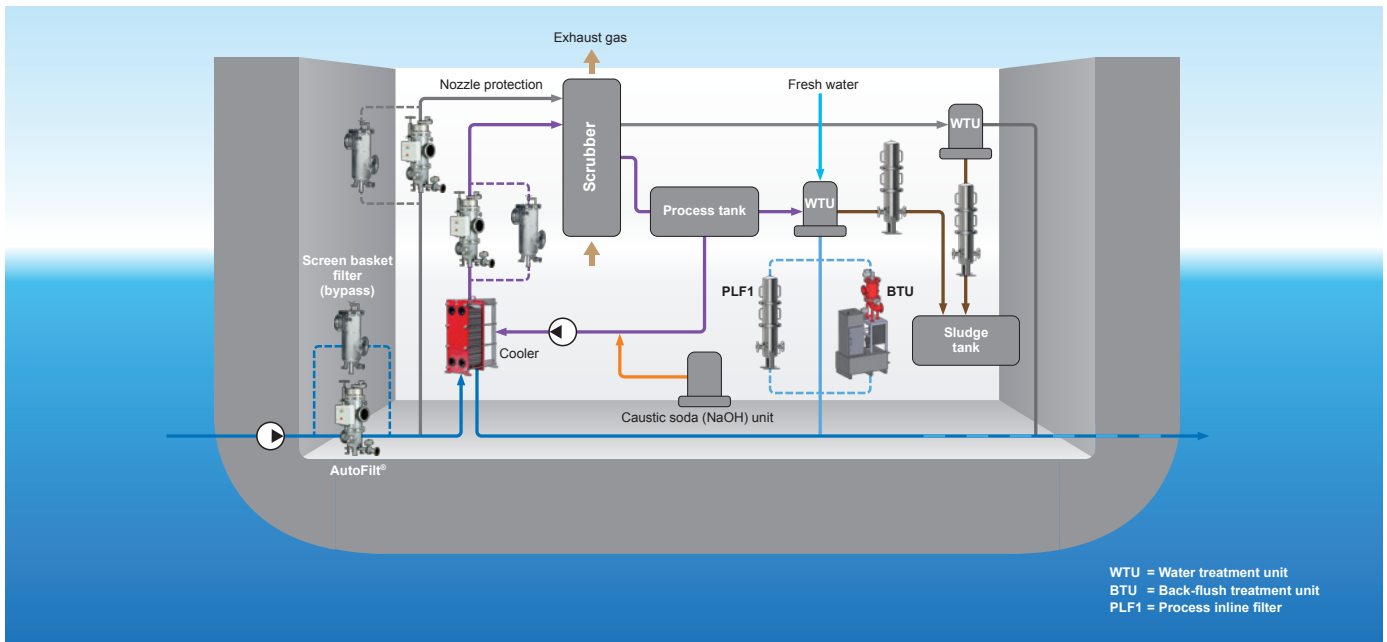 Exhaust gas
Nozzle protection
Fresh water
WTU
Scrubber
Process tank
WTU
Screen basket
filter
(bypass)
PLF1
BTU
Sludge
tank
Cooler
Caustic soda (NaOH) unit
AutoFilt®
WTU = Water treatment unit
BTU = Back-flush treatment unit
PLF1 = Process inline filter